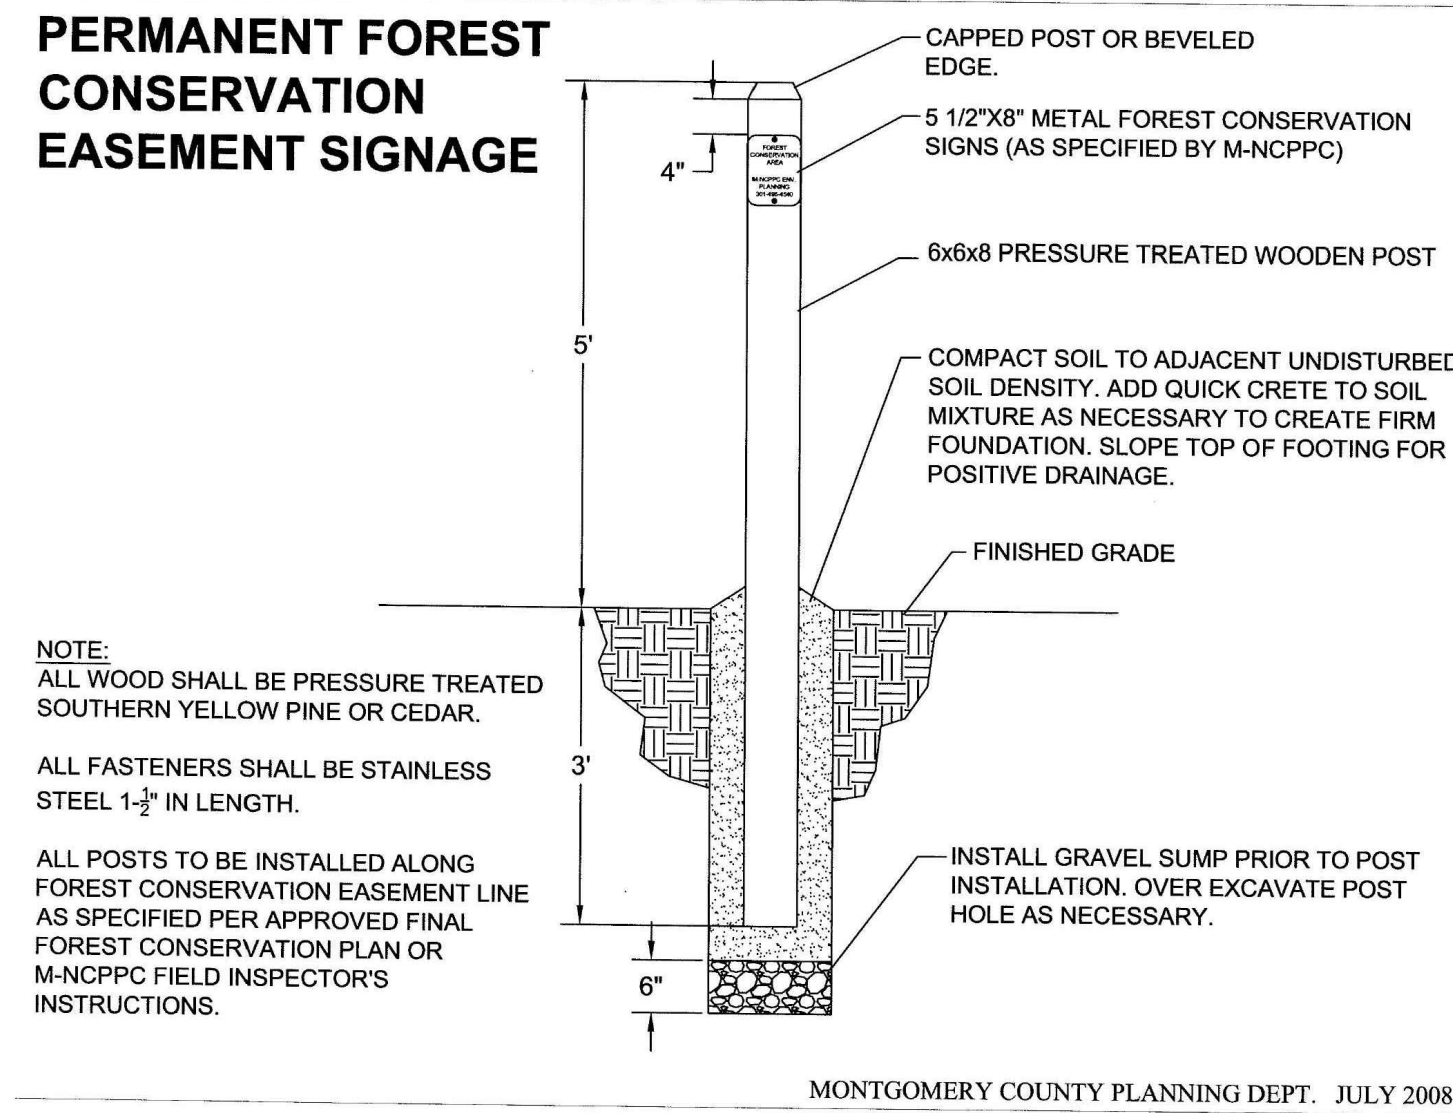 PERMANENT FOREST
CONSERVATION
EASEMENT SIGNAGE
CAPPED POST OR BEVELED
EDGE.
5 1/2"X8" METAL FOREST CONSERVATION
SIGNS (AS SPECIFIED BY M-NCPPC)
4"
FOREST
CONSERVATION
AREA
M-NCPPC ENV.
PLANNING
301-495-4540
6x6x8 PRESSURE TREATED WOODEN POST
5'
COMPACT SOIL TO ADJACENT UNDISTURBED
SOIL DENSITY. ADD QUICK CRETE TO SOIL
MIXTURE AS NECESSARY TO CREATE FIRM
FOUNDATION. SLOPE TOP OF FOOTING FOR
POSITIVE DRAINAGE.
FINISHED GRADE
NOTE:
ALL WOOD SHALL BE PRESSURE TREATED
SOUTHERN YELLOW PINE OR CEDAR.
ALL FASTENERS SHALL BE STAINLESS
STEEL 1-½" IN LENGTH.
ALL POSTS TO BE INSTALLED ALONG
FOREST CONSERVATION EASEMENT LINE
AS SPECIFIED PER APPROVED FINAL
FOREST CONSERVATION PLAN OR
M-NCPPC FIELD INSPECTOR'S
INSTRUCTIONS.
3'
INSTALL GRAVEL SUMP PRIOR TO POST
INSTALLATION. OVER EXCAVATE POST
HOLE AS NECESSARY.
6"
MONTGOMERY COUNTY PLANNING DEPT. JULY 2008